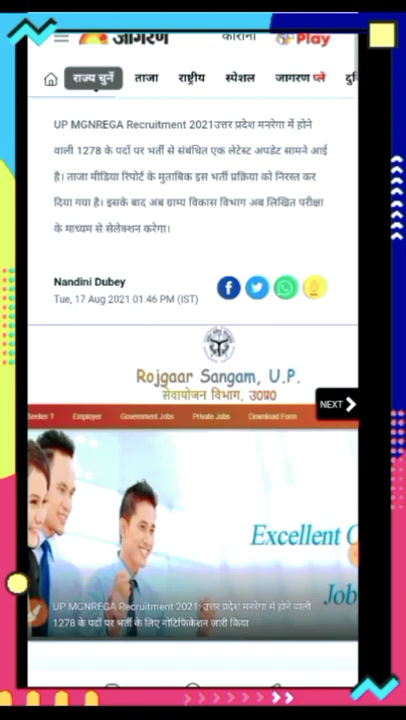 जागरण
कोरोना
Play
राज्य चुनें
ताजा
राष्ट्रीय
स्पेशल
जागरण प्ले
UP MGNREGA Recruitment 2021उत्तर प्रदेश मनरेगा में होने
वाली 1278 के पदों पर भर्ती से संबंधित एक लेटेस्ट अपडेट सामने आई
है। ताजा मीडिया रिपोर्ट के मुताबिक इस भर्ती प्रक्रिया को निरस्त कर
दिया गया है। इसके बाद अब ग्राम्य विकास विभाग अब लिखित परीक्षा
के माध्यम से सेलेक्शन करेगा।
Nandini Dubey
Tue, 17 Aug 2021 01:46 PM (IST)
Rojgaar Sangam, U.P.
सेवायोजन विभाग, उ०प्र०
NEXT
Seeker ?
Employer
Government Jobs
Private Jobs
Download Form
Excellent
Job
UP MGNREGA Recruitment 2021: उत्तर प्रदेश मनरेगा में होने वाली
1278 के पदों पर भर्ती के लिए नोटिफिकेशन जारी किया